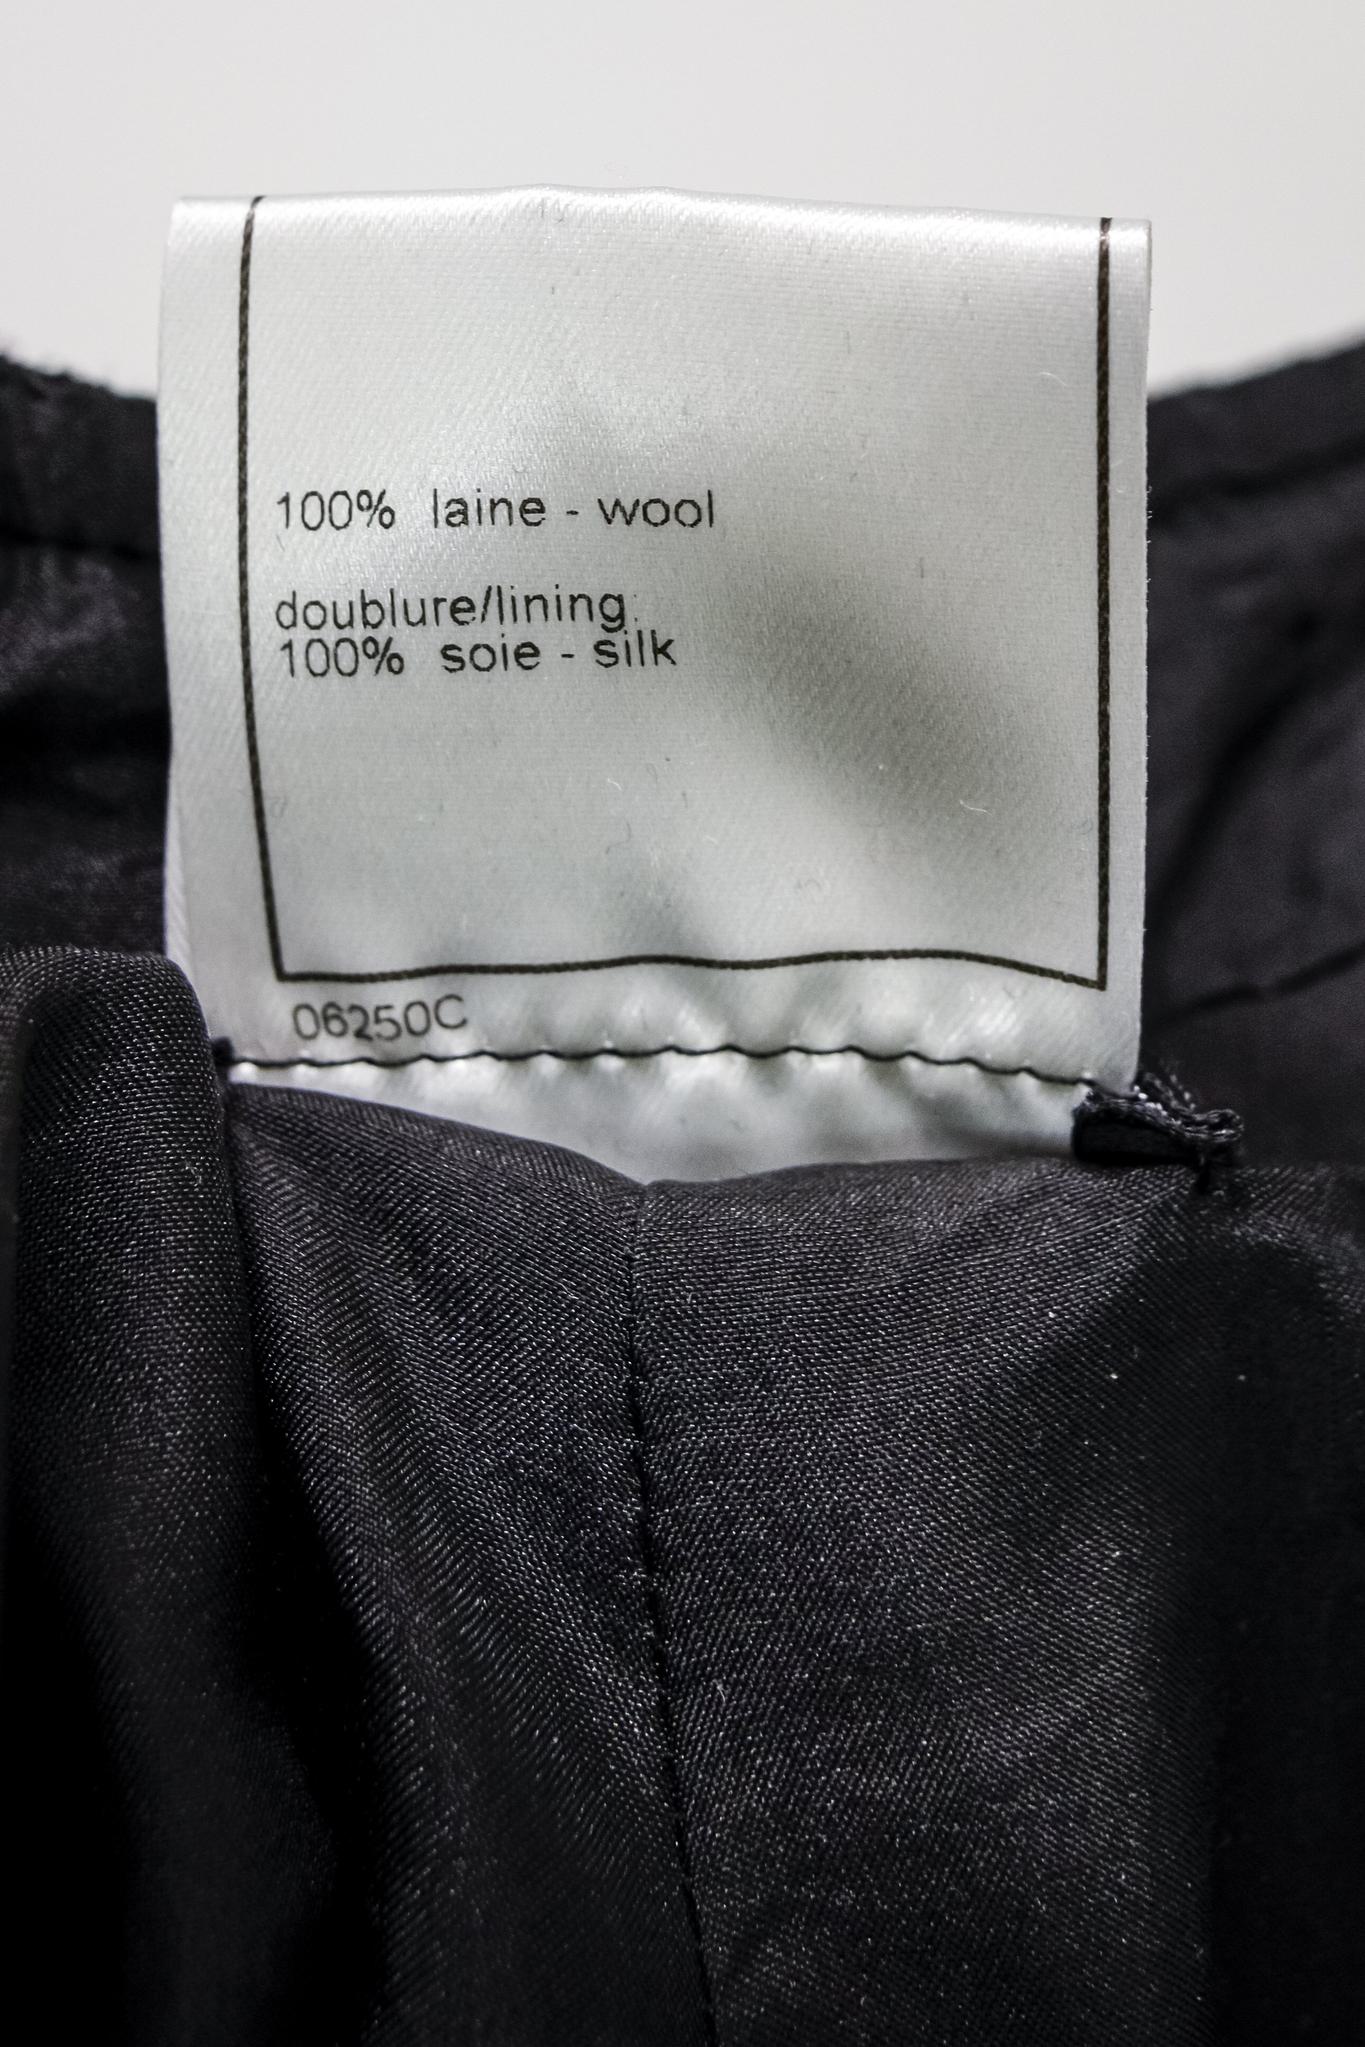 100% laine - wool
doublure/lining:
100% soie - silk
06250C